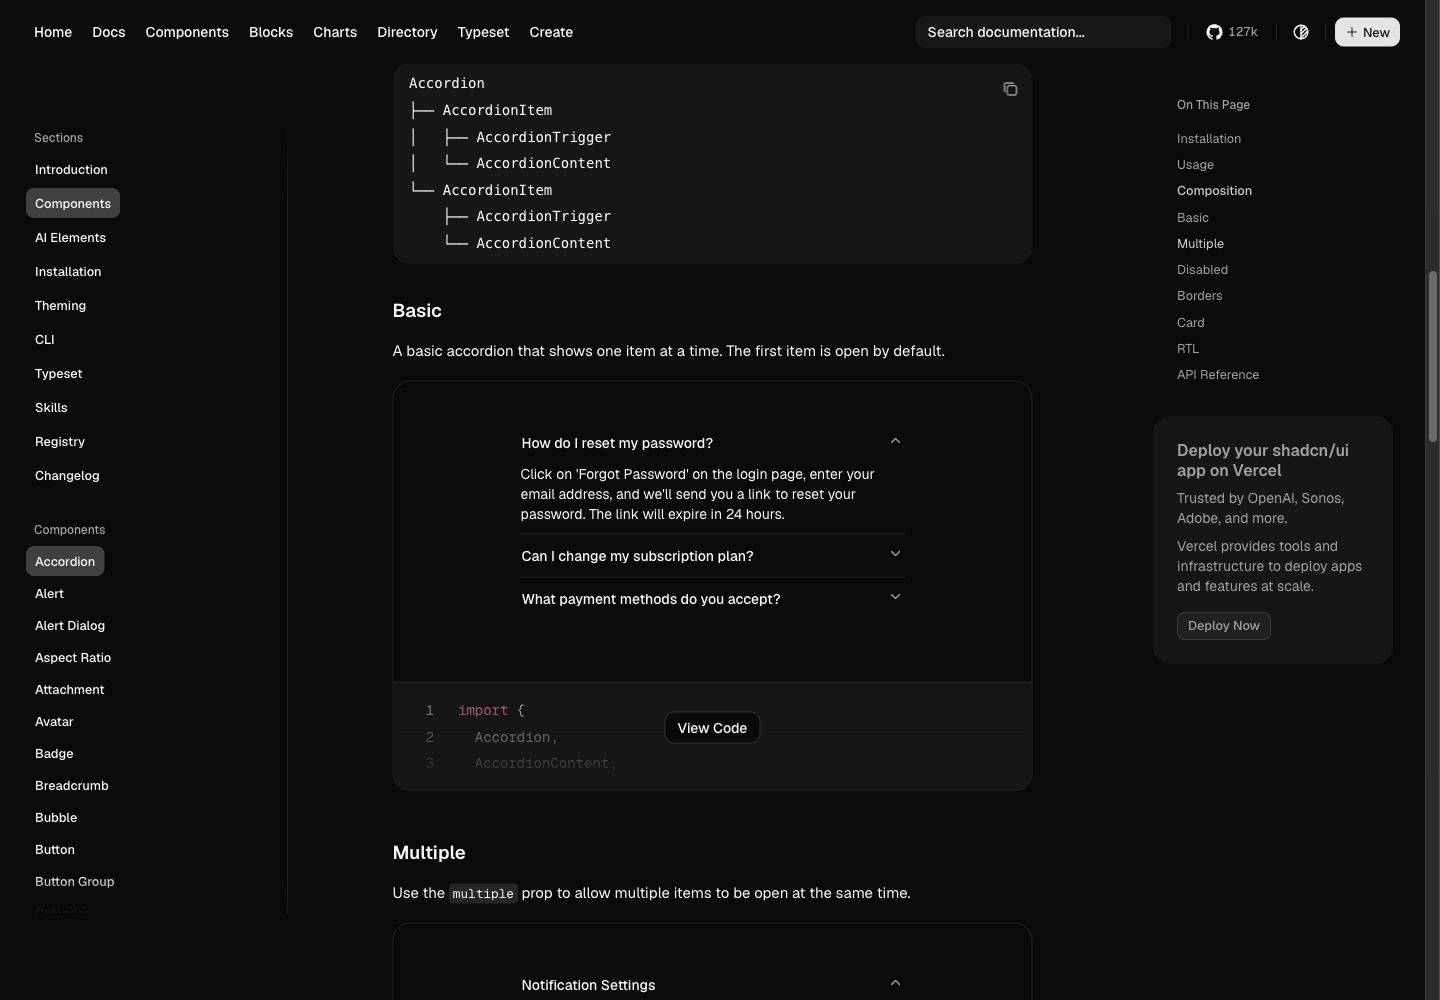 Home Docs Components Blocks Charts Directory Typeset Create
Search documentation...
127k
New
Sections
Introduction
Components
AI Elements
Installation
Theming
CLI
Typeset
Skills
Registry
Changelog
Components
Accordion
Alert
Alert Dialog
Aspect Ratio
Attachment
Avatar
Badge
Breadcrumb
Bubble
Button
Button Group
Calendar
Accordion
├── AccordionItem
│   ├── AccordionTrigger
│   └── AccordionContent
└── AccordionItem
    ├── AccordionTrigger
    └── AccordionContent
Basic
A basic accordion that shows one item at a time. The first item is open by default.
How do I reset my password?
Click on 'Forgot Password' on the login page, enter your
email address, and we'll send you a link to reset your
password. The link will expire in 24 hours.
Can I change my subscription plan?
What payment methods do you accept?
1 import {
2   Accordion,
3   AccordionContent,
View Code
Multiple
Use the multiple prop to allow multiple items to be open at the same time.
Notification Settings
On This Page
Installation
Usage
Composition
Basic
Multiple
Disabled
Borders
Card
RTL
API Reference
Deploy your shadcn/ui
app on Vercel
Trusted by OpenAI, Sonos,
Adobe, and more.
Vercel provides tools and
infrastructure to deploy apps
and features at scale.
Deploy Now